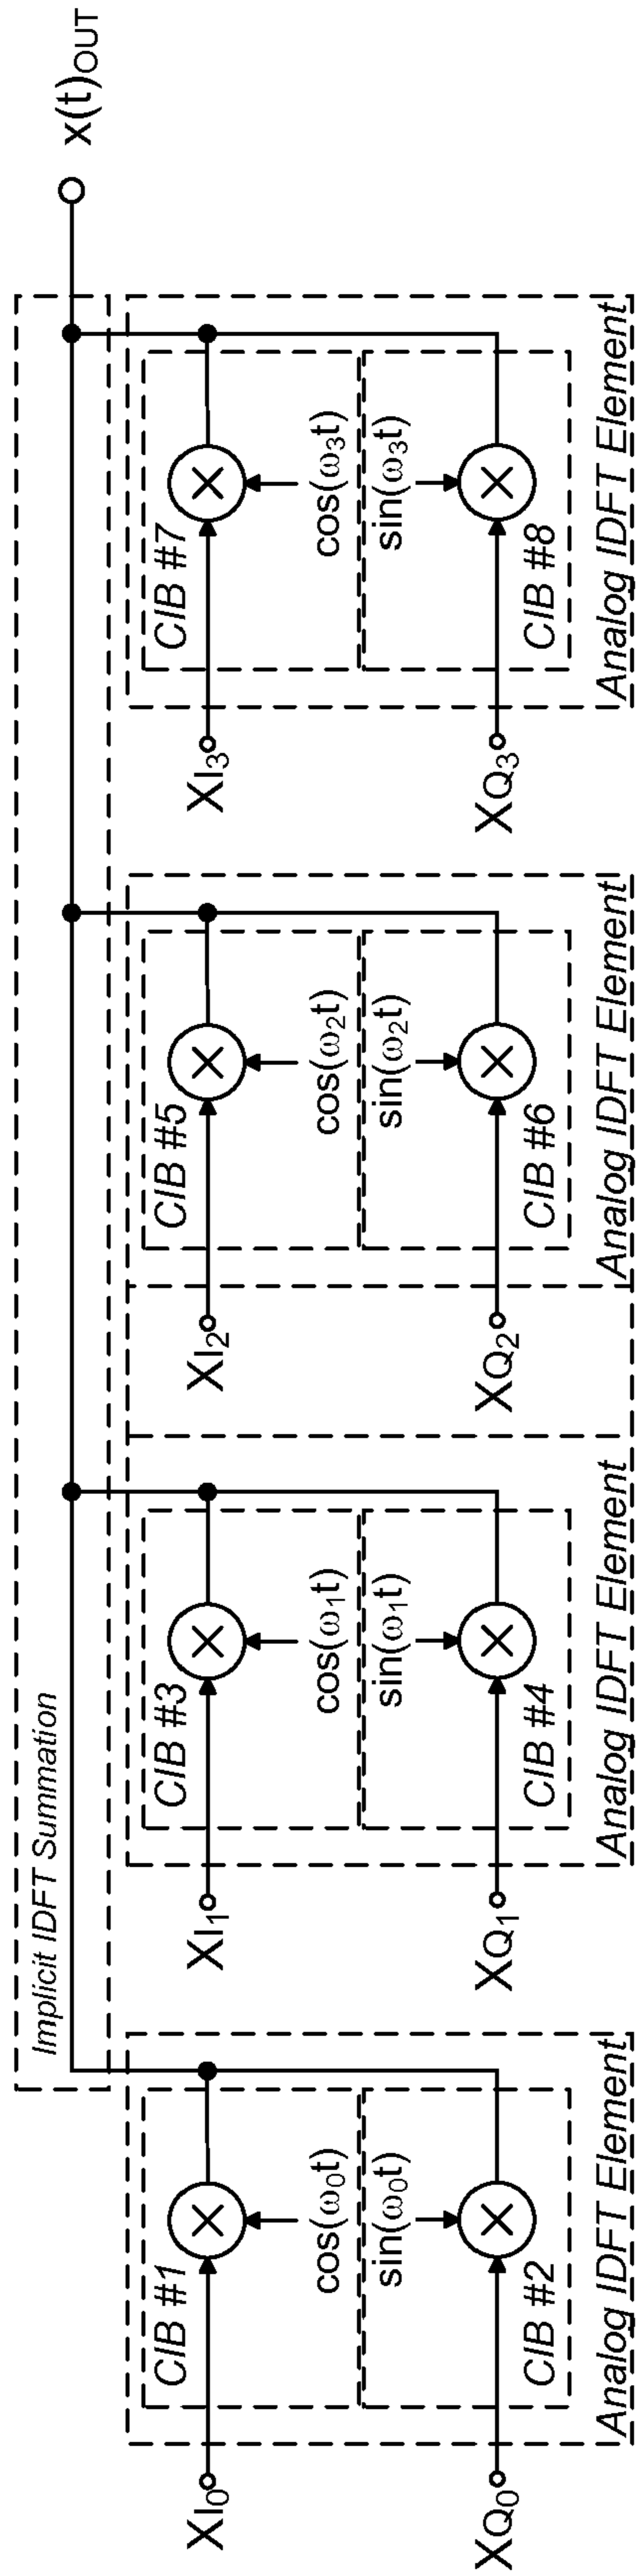 Implicit IDFT Summation
x(t)OUT
XI0
CIB #1
cos(ω0t)
sin(ω0t)
CIB #2
XQ0
Analog IDFT Element
XI1
CIB #3
cos(ω1t)
sin(ω1t)
CIB #4
XQ1
Analog IDFT Element
XI2
CIB #5
cos(ω2t)
sin(ω2t)
CIB #6
XQ2
Analog IDFT Element
XI3
CIB #7
cos(ω3t)
sin(ω3t)
CIB #8
XQ3
Analog IDFT Element